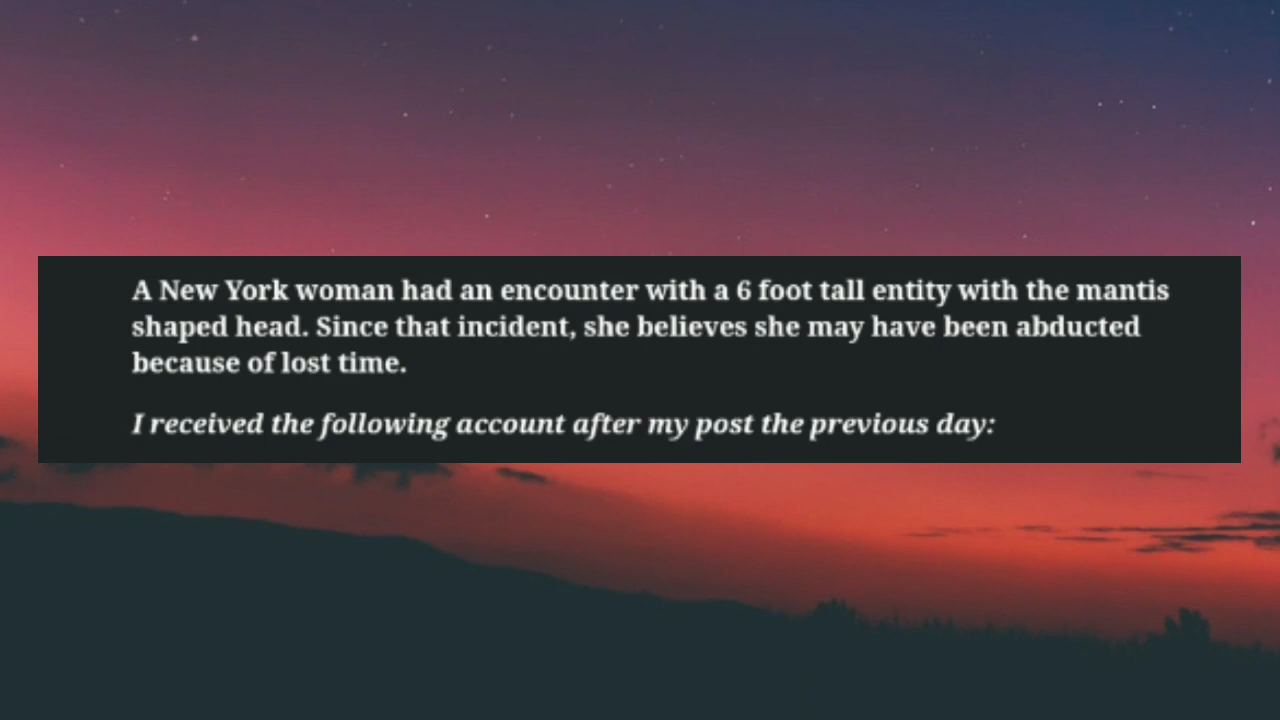 A New York woman had an encounter with a 6 foot tall entity with the mantis
shaped head. Since that incident, she believes she may have been abducted
because of lost time.
I received the following account after my post the previous day: